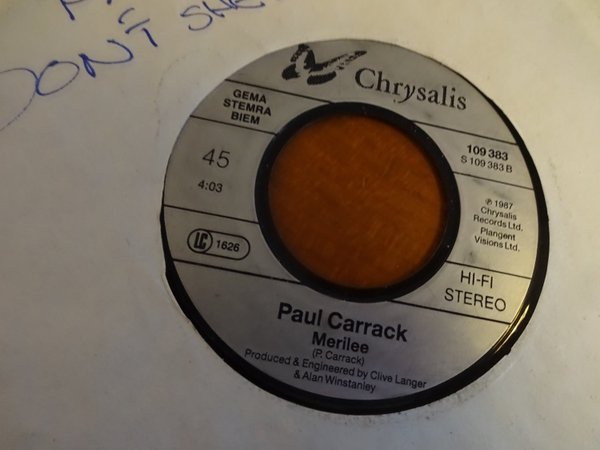 DON'T
Chrysalis
GEMA
STEMRA
BIEM
45
4:03
LC 1626
109 383
S 109 383 B
℗ 1987
Chrysalis
Records Ltd.
Plangent
Visions Ltd.
HI-FI
STEREO
Paul Carrack
Merilee
(P. Carrack)
Produced & Engineered by Clive Langer
& Alan Winstanley